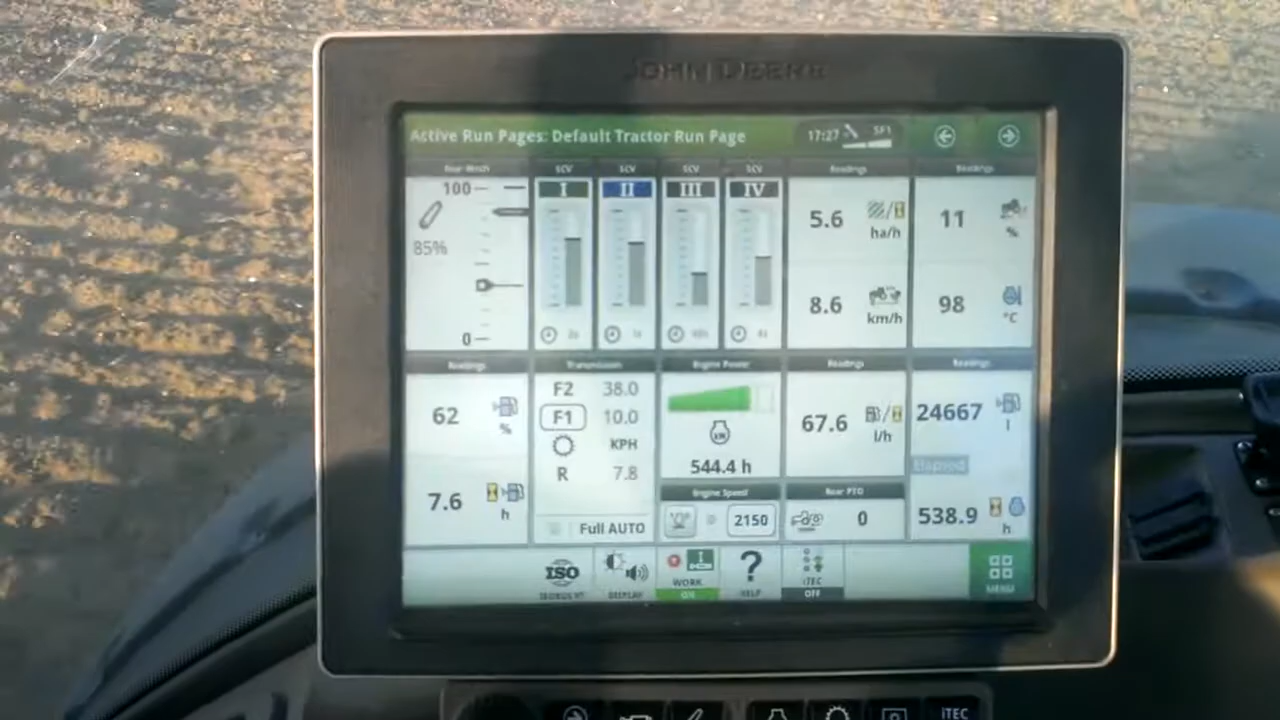 JOHN DEERE
Active Run Pages: Default Tractor Run Page
17:27
SF1
Rear Hitch
100
85%
0
SCV
I
SCV
II
SCV
III
SCV
IV
Readings
5.6
ha/h
8.6
km/h
Readings
11
%
98
°C
Readings
62
%
7.6
h
Transmission
F2 38.0
F1 10.0
KPH
R 7.8
Full AUTO
Engine Power
kW
544.4 h
Engine Speed
2150
Readings
67.6
l/h
Rear PTO
0
Readings
24667
l
Elapsed
538.9
h
ISO
ISOBUS VT
DISPLAY
I
WORK
ON
?
HELP
iTEC
OFF
MENU
iTEC